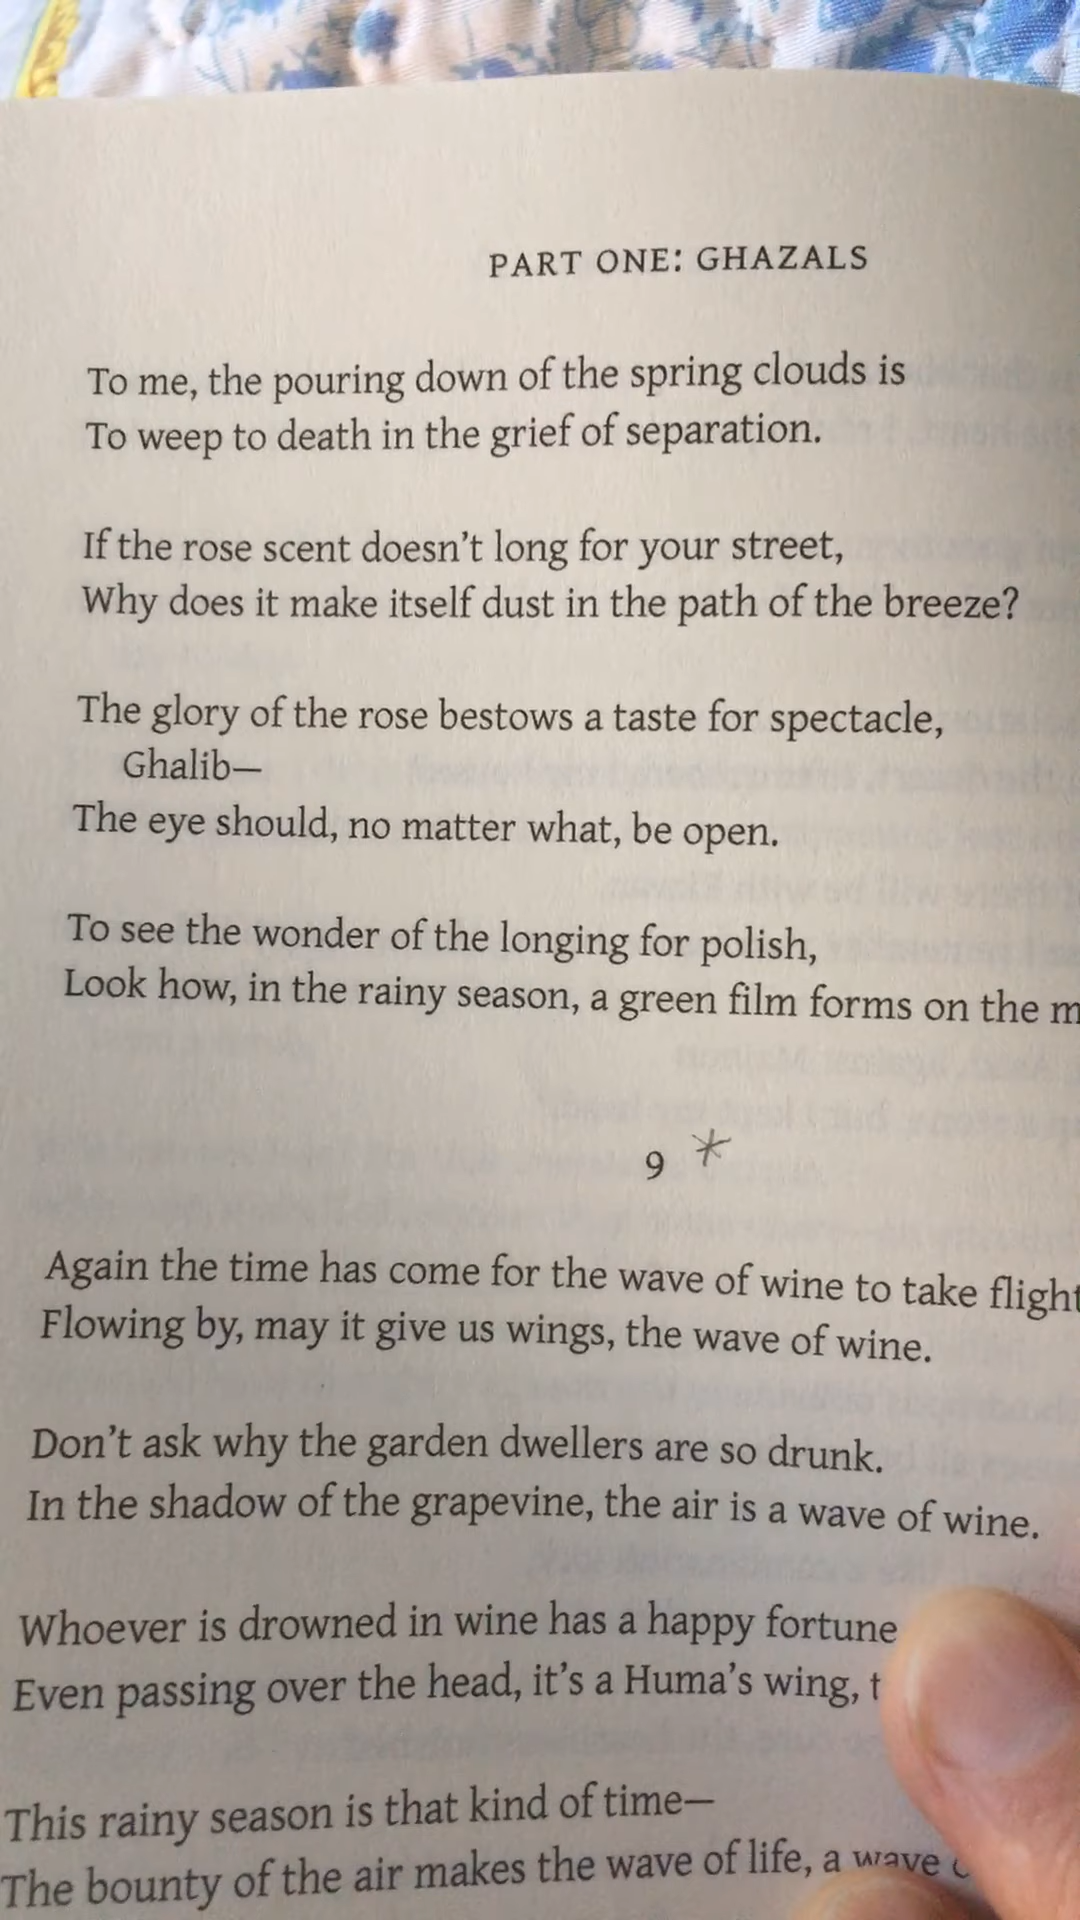 PART ONE: GHAZALS
To me, the pouring down of the spring clouds is
To weep to death in the grief of separation.
If the rose scent doesn't long for your street,
Why does it make itself dust in the path of the breeze?
The glory of the rose bestows a taste for spectacle,
Ghalib—
The eye should, no matter what, be open.
To see the wonder of the longing for polish,
Look how, in the rainy season, a green film forms on the
9 *
Again the time has come for the wave of wine to take flight
Flowing by, may it give us wings, the wave of wine.
Don't ask why the garden dwellers are so drunk.
In the shadow of the grapevine, the air is a wave of wine.
Whoever is drowned in wine has a happy fortune
Even passing over the head, it's a Huma's wing,
This rainy season is that kind of time—
The bounty of the air makes the wave of life, a wave